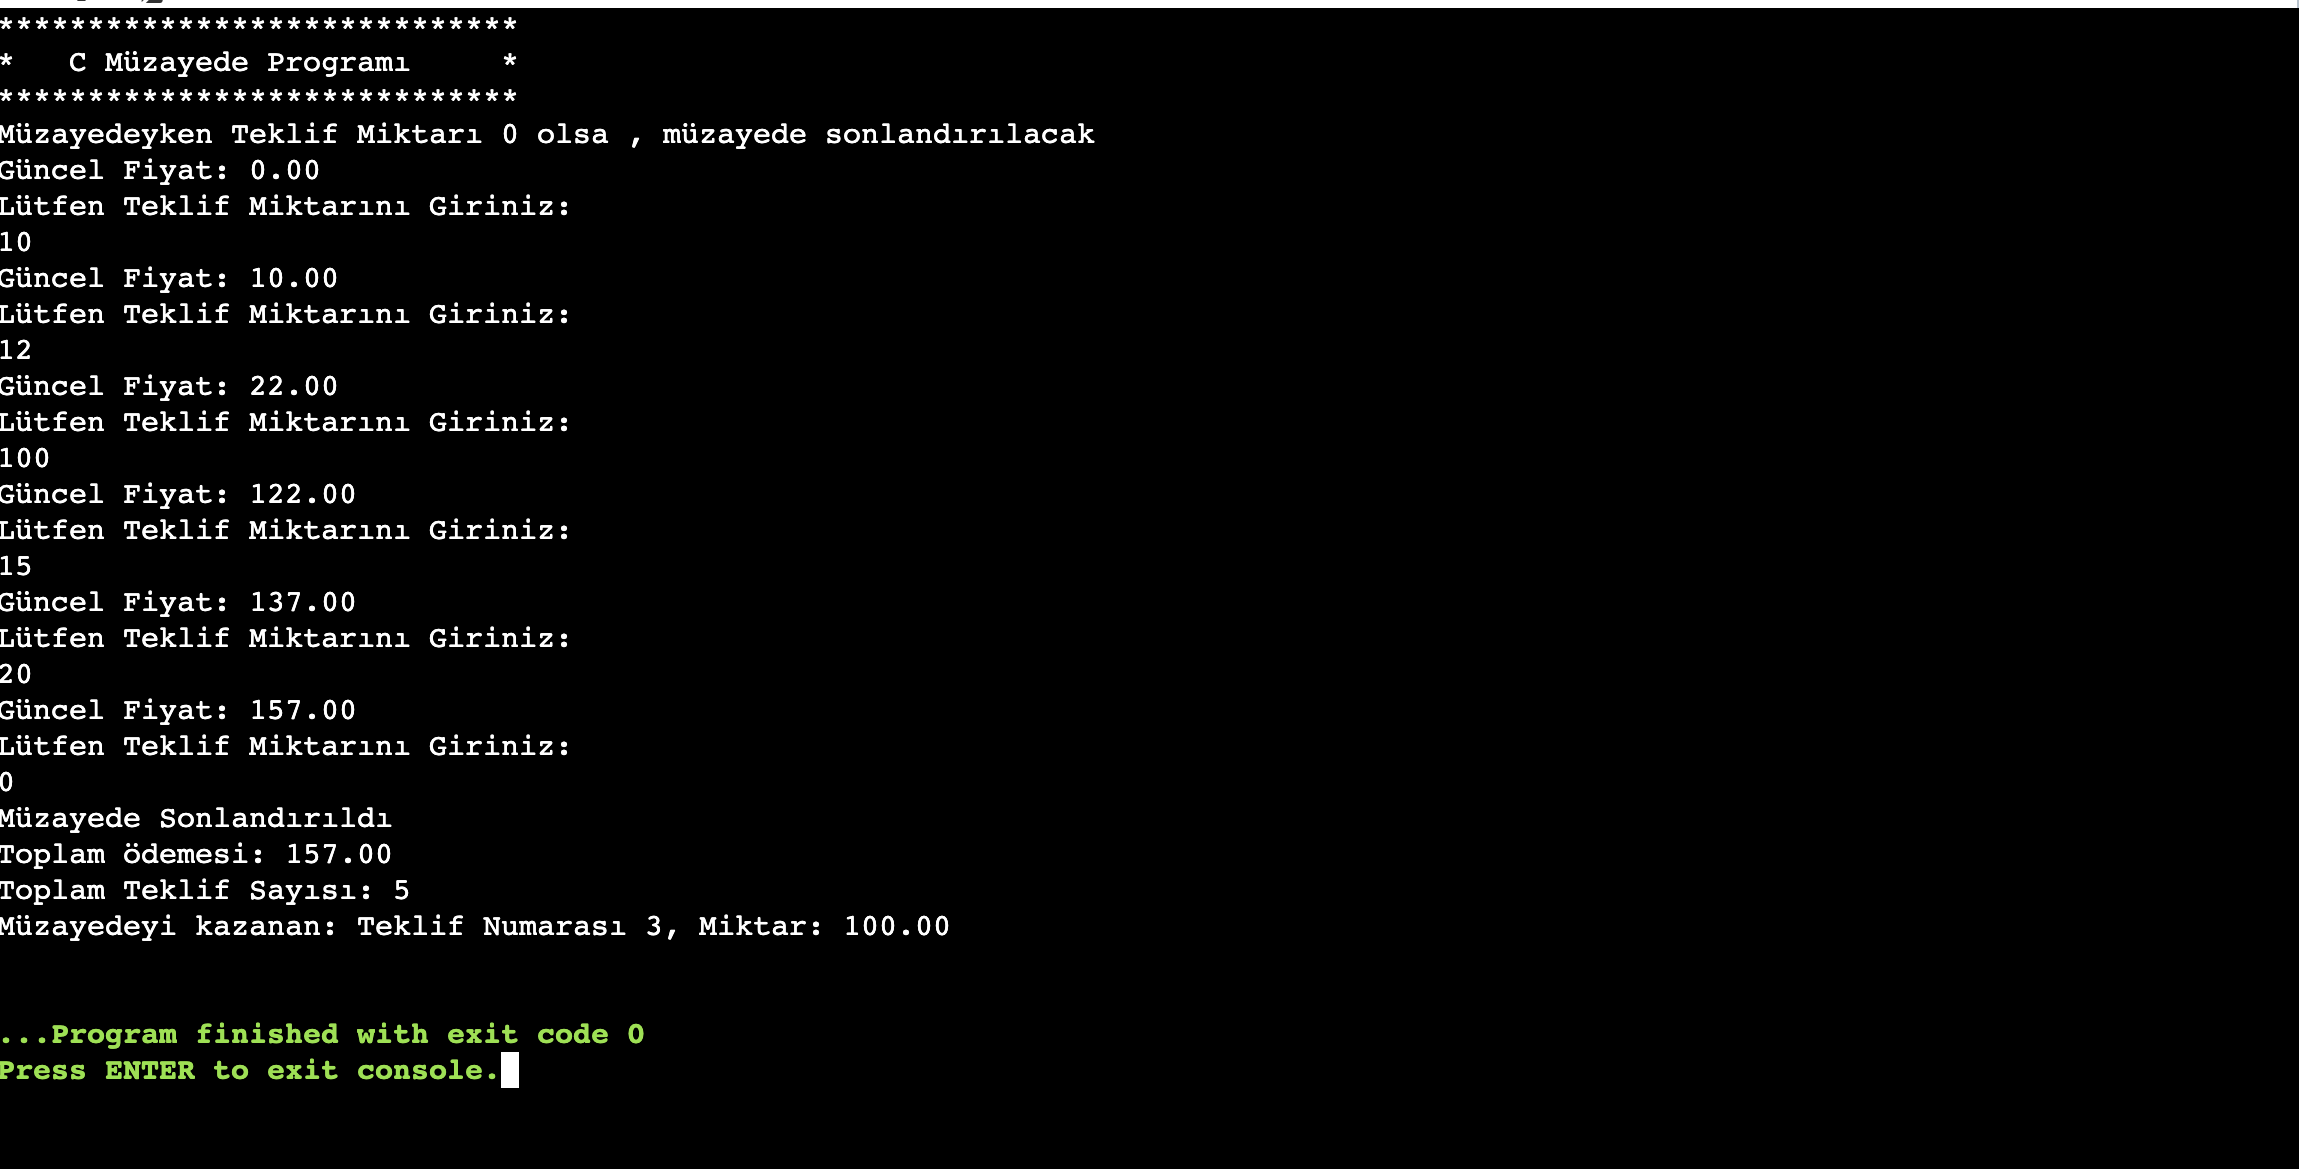 *****************************
*   C Müzayede Programı     *
*****************************
Müzayedeyken Teklif Miktarı 0 olsa , müzayede sonlandırılacak
Güncel Fiyat: 0.00
Lütfen Teklif Miktarını Giriniz:
10
Güncel Fiyat: 10.00
Lütfen Teklif Miktarını Giriniz:
12
Güncel Fiyat: 22.00
Lütfen Teklif Miktarını Giriniz:
100
Güncel Fiyat: 122.00
Lütfen Teklif Miktarını Giriniz:
15
Güncel Fiyat: 137.00
Lütfen Teklif Miktarını Giriniz:
20
Güncel Fiyat: 157.00
Lütfen Teklif Miktarını Giriniz:
0
Müzayede Sonlandırıldı
Toplam ödemesi: 157.00
Toplam Teklif Sayısı: 5
Müzayedeyi kazanan: Teklif Numarası 3, Miktar: 100.00
...Program finished with exit code 0
Press ENTER to exit console.